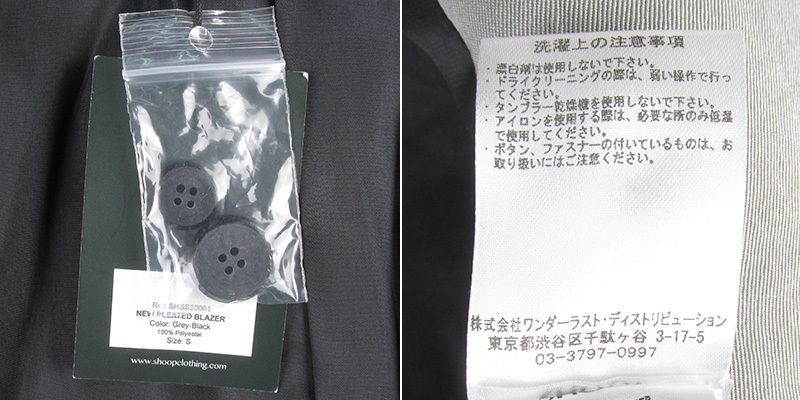 Ref: SHSS20001
NEW PLEATED BLAZER
Color: Grey-Black
100% Polyester
Size: S
www.shoopclothing.com
洗濯上の注意事項
・漂白剤は使用しないで下さい。
・ドライクリーニングの際は、弱い操作で行っ
てください。
・タンブラー乾燥機を使用しないで下さい。
・アイロンを使用する際は、必要な所のみ低温
で使用してください。
・ボタン、ファスナーの付いているものは、お
取り扱いにはご注意ください。
株式会社ワンダーラスト・ディストリビューション
東京都渋谷区千駄ヶ谷 3-17-5
03-3797-0997